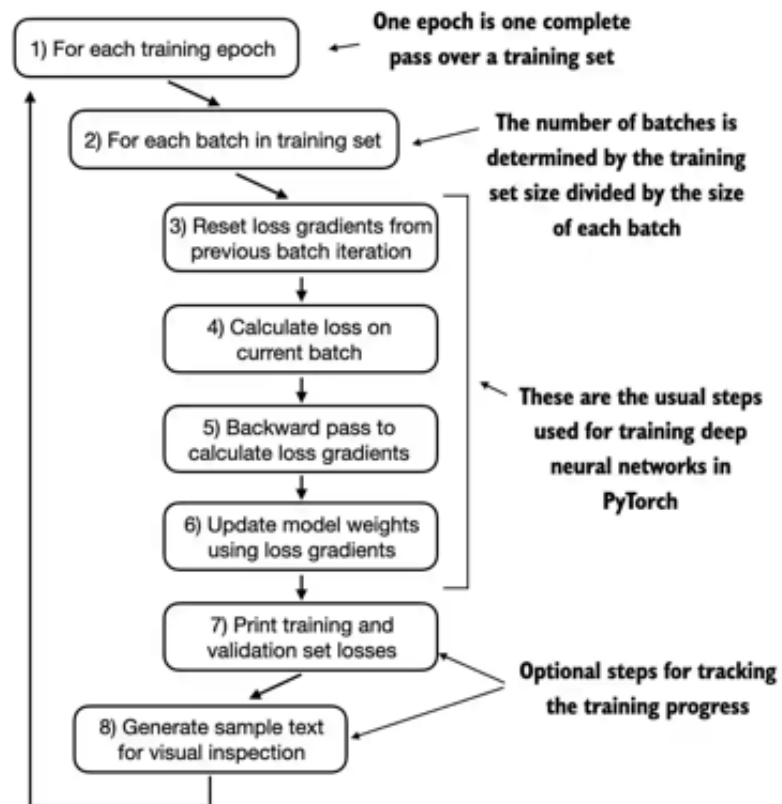 1) For each training epoch
One epoch is one complete
pass over a training set
2) For each batch in training set
The number of batches is
determined by the training
set size divided by the size
of each batch
3) Reset loss gradients from
previous batch iteration
4) Calculate loss on
current batch
5) Backward pass to
calculate loss gradients
These are the usual steps
used for training deep
neural networks in
PyTorch
6) Update model weights
using loss gradients
7) Print training and
validation set losses
Optional steps for tracking
the training progress
8) Generate sample text
for visual inspection